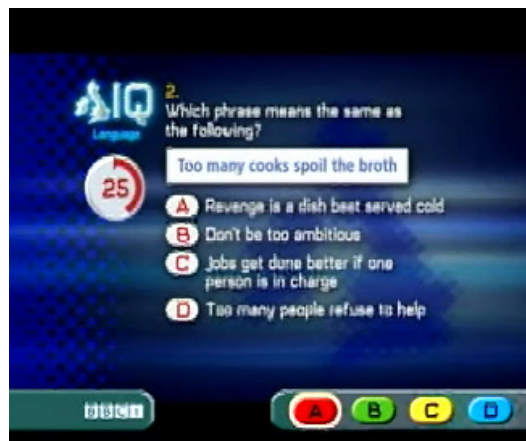 IQ
Language
25
2.
Which phrase means the same as
the following?
Too many cooks spoil the broth
A Revenge is a dish best served cold
B Don't be too ambitious
C Jobs get done better if one
person is in charge
D Too many people refuse to help
BBC1
A B C D